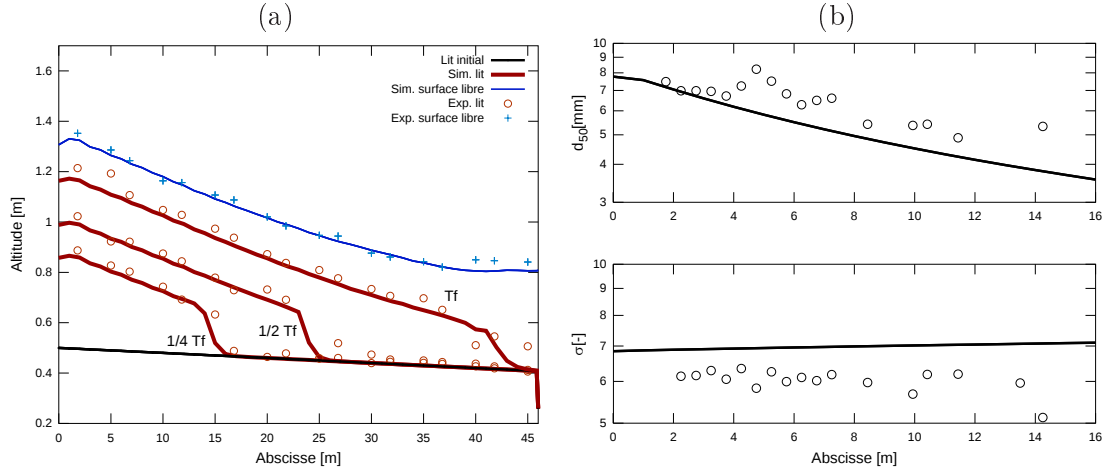 (a)
Altitude [m]
1.6
1.4
1.2
1
0.8
0.6
0.4
0.2
Lit initial
Sim. lit
Sim. surface libre
Exp. lit
Exp. surface libre
Tf
1/2 Tf
1/4 Tf
0 5 10 15 20 25 30 35 40 45
Abscisse [m]
(b)
d50[mm]
10
9
8
7
6
5
4
3
0 2 4 6 8 10 12 14 16
σ[-]
10
9
8
7
6
5
0 2 4 6 8 10 12 14 16
Abscisse [m]